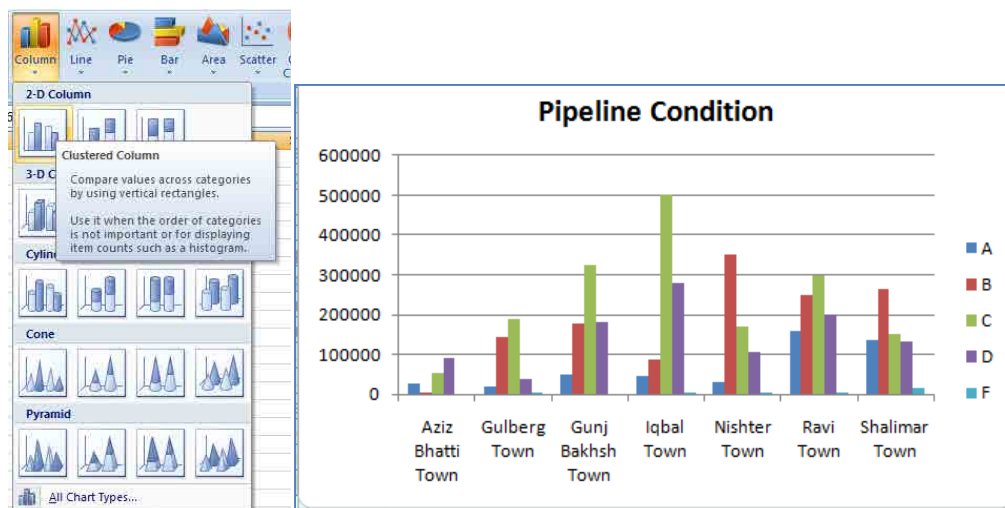 Column Line Pie Bar Area Scatter
2-D Column
3-D C
Clustered Column
Compare values across categories
by using vertical rectangles.
Use it when the order of categories
is not important or for displaying
item counts such as a histogram.
Cylin
Cone
Pyramid
All Chart Types...
Pipeline Condition
600000
500000
400000
300000
200000
100000
0
Aziz Bhatti Town
Gulberg Town
Gunj Bakhsh Town
Iqbal Town
Nishter Town
Ravi Town
Shalimar Town
A
B
C
D
F